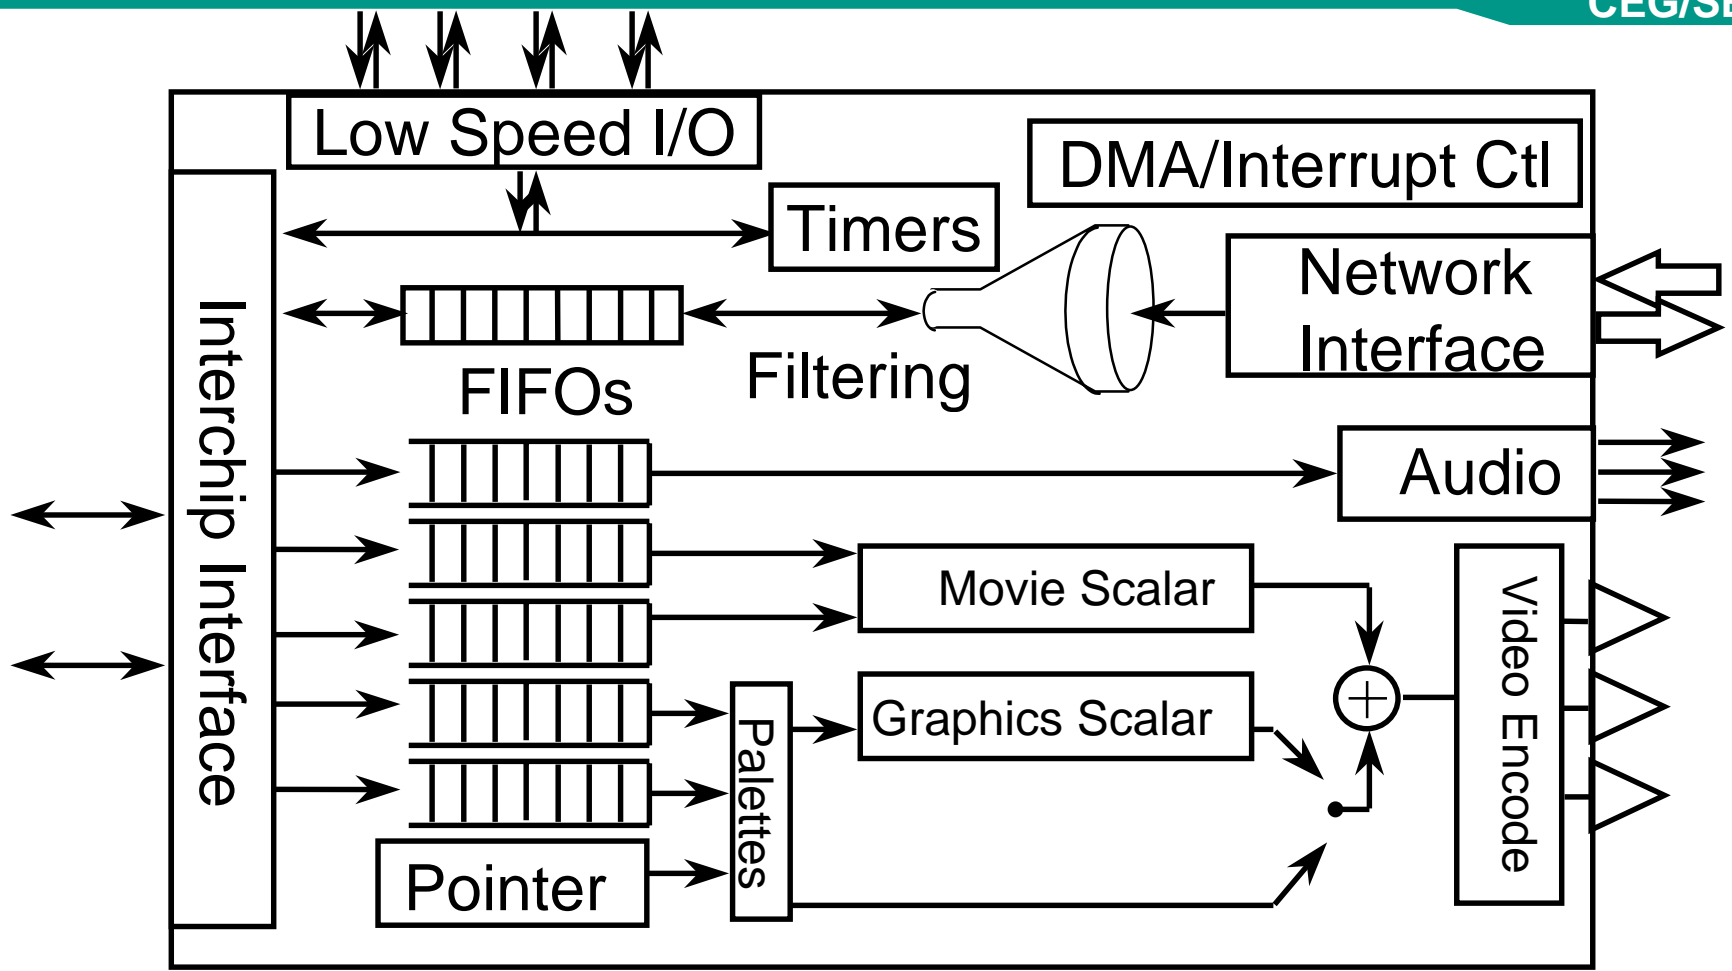 Low Speed I/O
DMA/Interrupt Ctl
Timers
Network
Interface
Interchip Interface
FIFOs
Filtering
Audio
Movie Scalar
Video Encode
Graphics Scalar
Palettes
Pointer